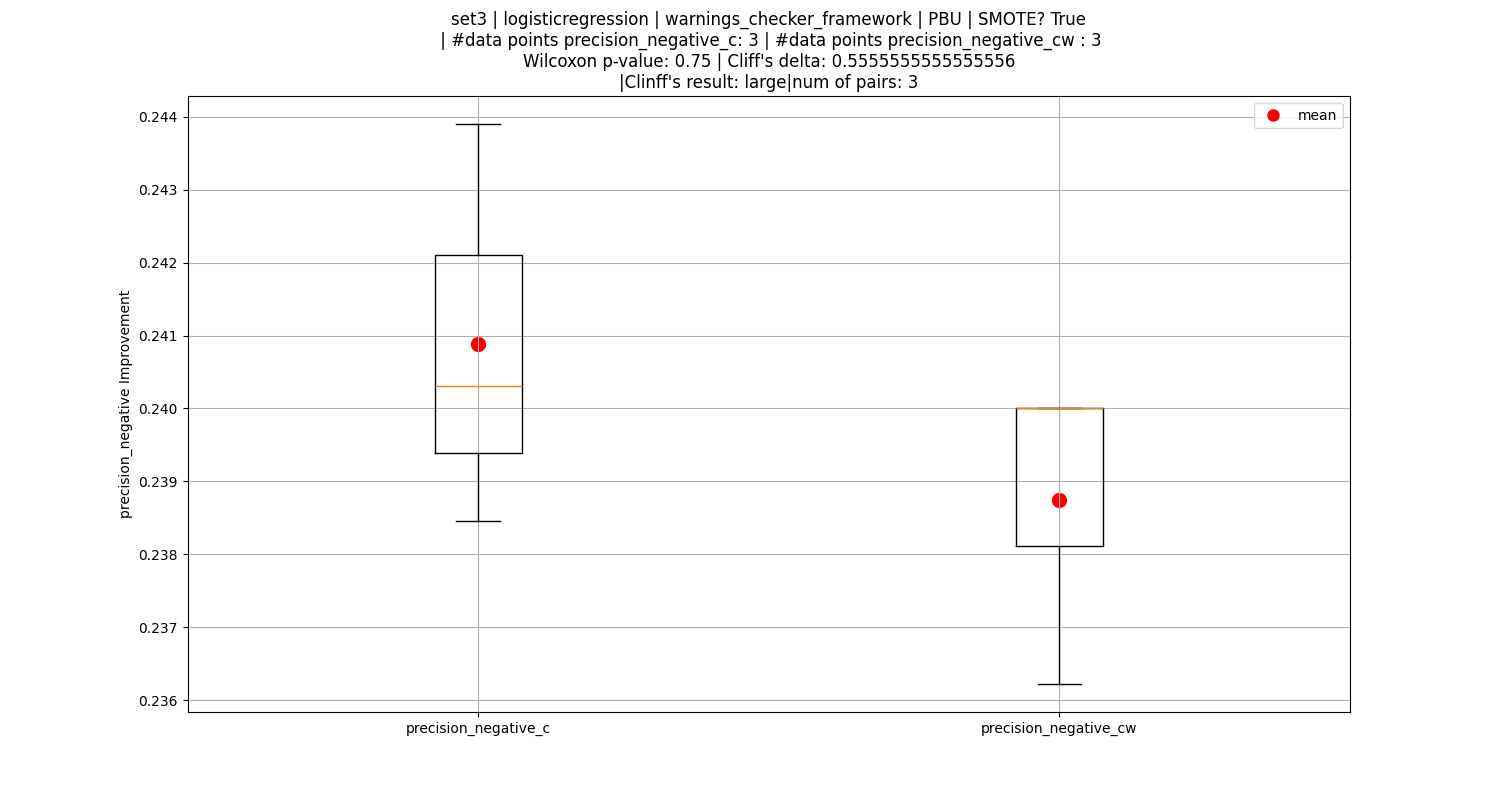 set3 | logisticregression | warnings_checker_framework | PBU | SMOTE? True
| #data points precision_negative_c: 3 | #data points precision_negative_cw : 3
Wilcoxon p-value: 0.75 | Cliff's delta: 0.5555555555555556
|Clinff's result: large|num of pairs: 3
mean
0.244
0.243
0.242
0.241
0.240
0.239
0.238
0.237
0.236
precision_negative Improvement
precision_negative_c
precision_negative_cw